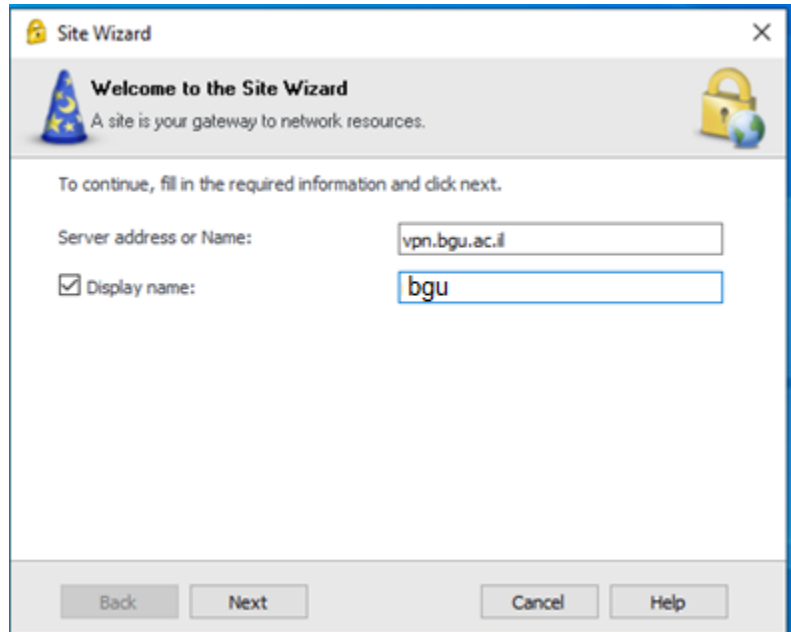 Site Wizard
Welcome to the Site Wizard
A site is your gateway to network resources.
To continue, fill in the required information and click next.
Server address or Name: vpn.bgu.ac.il
Display name: bgu
Back Next Cancel Help